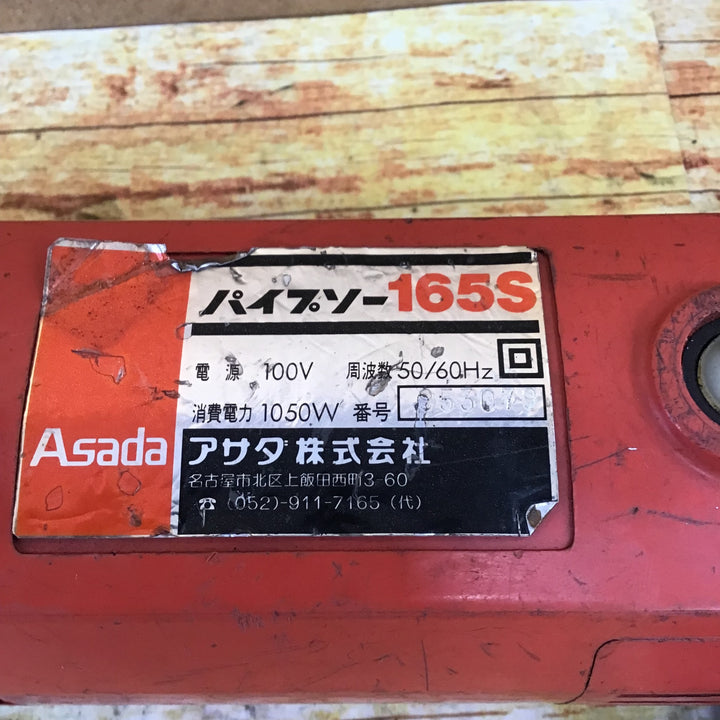 パイプソー165S
電源 100V 周波数 50/60Hz
消費電力 1050W 番号
Asada アサダ株式会社
名古屋市北区上飯田西町3-60
☎(052)-911-7165(代)